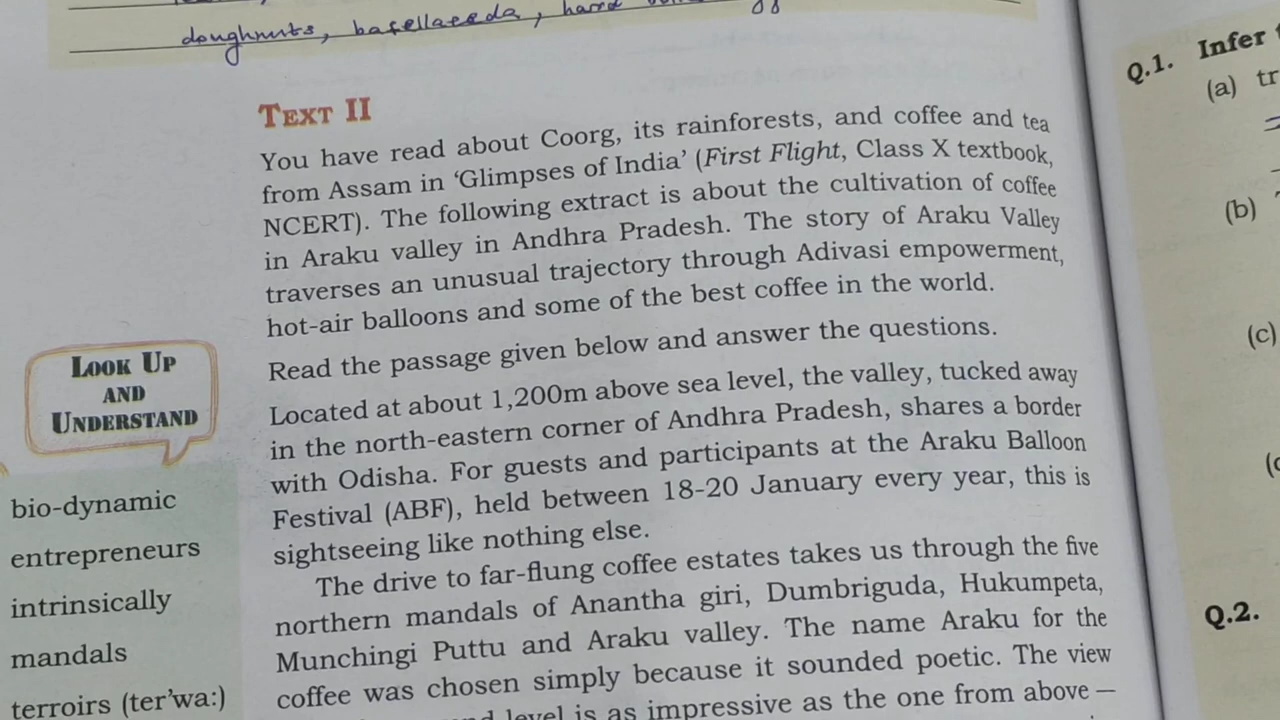 doughnuts,
TEXT II
You have read about Coorg, its rainforests, and coffee and tea
from Assam in ‘Glimpses of India’ (First Flight, Class X textbook,
NCERT). The following extract is about the cultivation of coffee
in Araku valley in Andhra Pradesh. The story of Araku Valley
traverses an unusual trajectory through Adivasi empowerment,
hot-air balloons and some of the best coffee in the world.
Read the passage given below and answer the questions.
LOOK UP
AND
UNDERSTAND
bio-dynamic
entrepreneurs
intrinsically
mandals
terroirs (ter’wa:)
Located at about 1,200m above sea level, the valley, tucked away
in the north-eastern corner of Andhra Pradesh, shares a border
with Odisha. For guests and participants at the Araku Balloon
Festival (ABF), held between 18-20 January every year, this is
sightseeing like nothing else.
The drive to far-flung coffee estates takes us through the five
northern mandals of Anantha giri, Dumbriguda, Hukumpeta,
Munchingi Puttu and Araku valley. The name Araku for the
coffee was chosen simply because it sounded poetic. The view
level is as impressive as the one from above —
Q.1. Infer
(a) tr
(b)
(c)
Q.2.